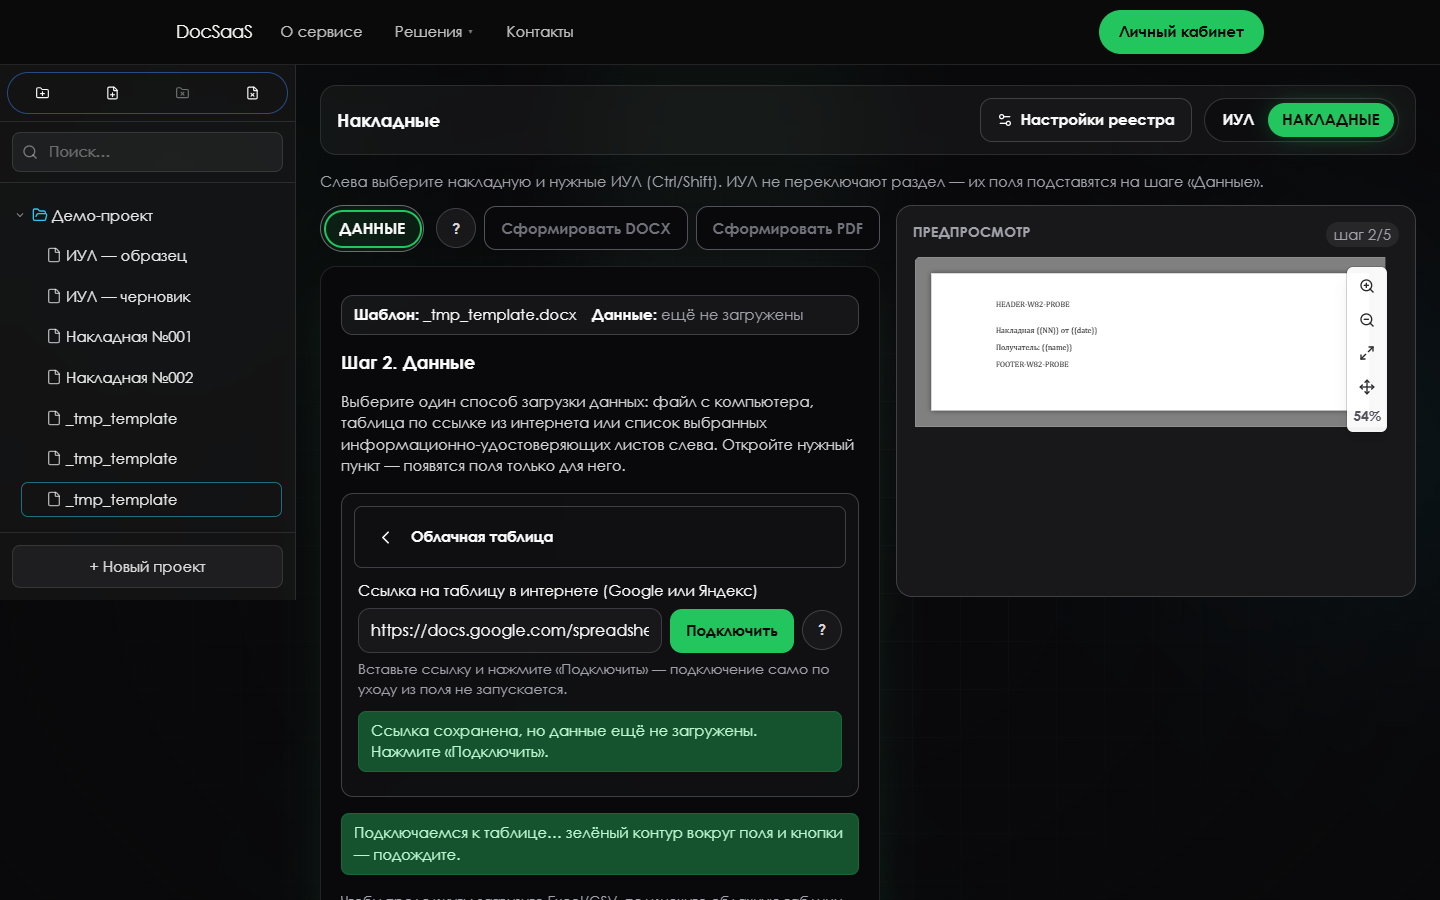 DocSaaS
О сервисе
Решения
Контакты
Личный кабинет
Поиск...
Демо-проект
ИУЛ — образец
ИУЛ — черновик
Накладная №001
Накладная №002
_tmp_template
_tmp_template
_tmp_template
+ Новый проект
Накладные
Настройки реестра
ИУЛ
НАКЛАДНЫЕ
Слева выберите накладную и нужные ИУЛ (Ctrl/Shift). ИУЛ не переключают раздел — их поля подставятся на шаге «Данные».
ДАННЫЕ
?
Сформировать DOCX
Сформировать PDF
Шаблон: _tmp_template.docx Данные: ещё не загружены
Шаг 2. Данные
Выберите один способ загрузки данных: файл с компьютера,
таблица по ссылке из интернета или список выбранных
информационно-удостоверяющих листов слева. Откройте нужный
пункт — появятся поля только для него.
Облачная таблица
Ссылка на таблицу в интернете (Google или Яндекс)
https://docs.google.com/spreadshe
Подключить
?
Вставьте ссылку и нажмите «Подключить» — подключение само по
уходу из поля не запускается.
Ссылка сохранена, но данные ещё не загружены.
Нажмите «Подключить».
Подключаемся к таблице... зелёный контур вокруг поля и кнопки
— подождите.
ПРЕДПРОСМОТР
шаг 2/5
HEADER-W82-PROBE
Накладная {{NN}} от {{date}}
Получатель: {{name}}
FOOTER-W82-PROBE
54%